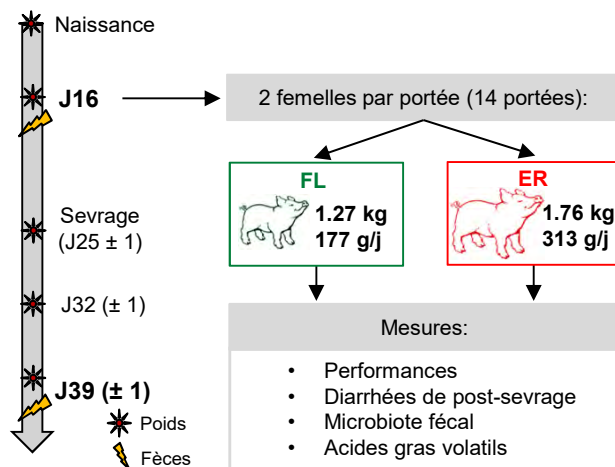 Naissance
J16
2 femelles par portée (14 portées):
FL
1.27 kg
177 g/j
ER
1.76 kg
313 g/j
Sevrage
(J25 ± 1)
J32 (± 1)
J39 (± 1)
Poids
Fèces
Mesures:
• Performances
• Diarrhées de post-sevrage
• Microbiote fécal
• Acides gras volatils